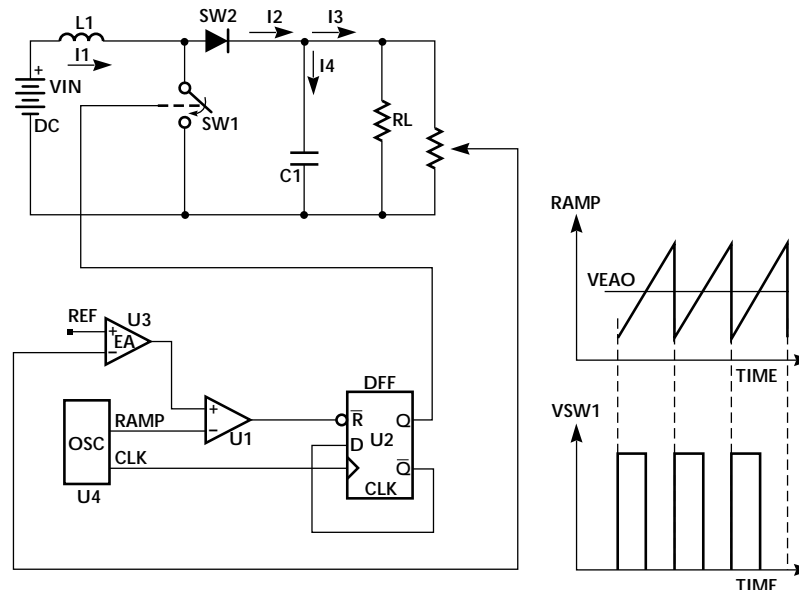 SW2
L1
I2
I3
I1
I4
+
VIN
DC
SW1
RL
C1
RAMP
VEAO
TIME
REF
U3
+
EA
−
DFF
RAMP
+
−
U1
R̅
Q
U2
D
OSC
CLK
Q̅
CLK
U4
VSW1
TIME